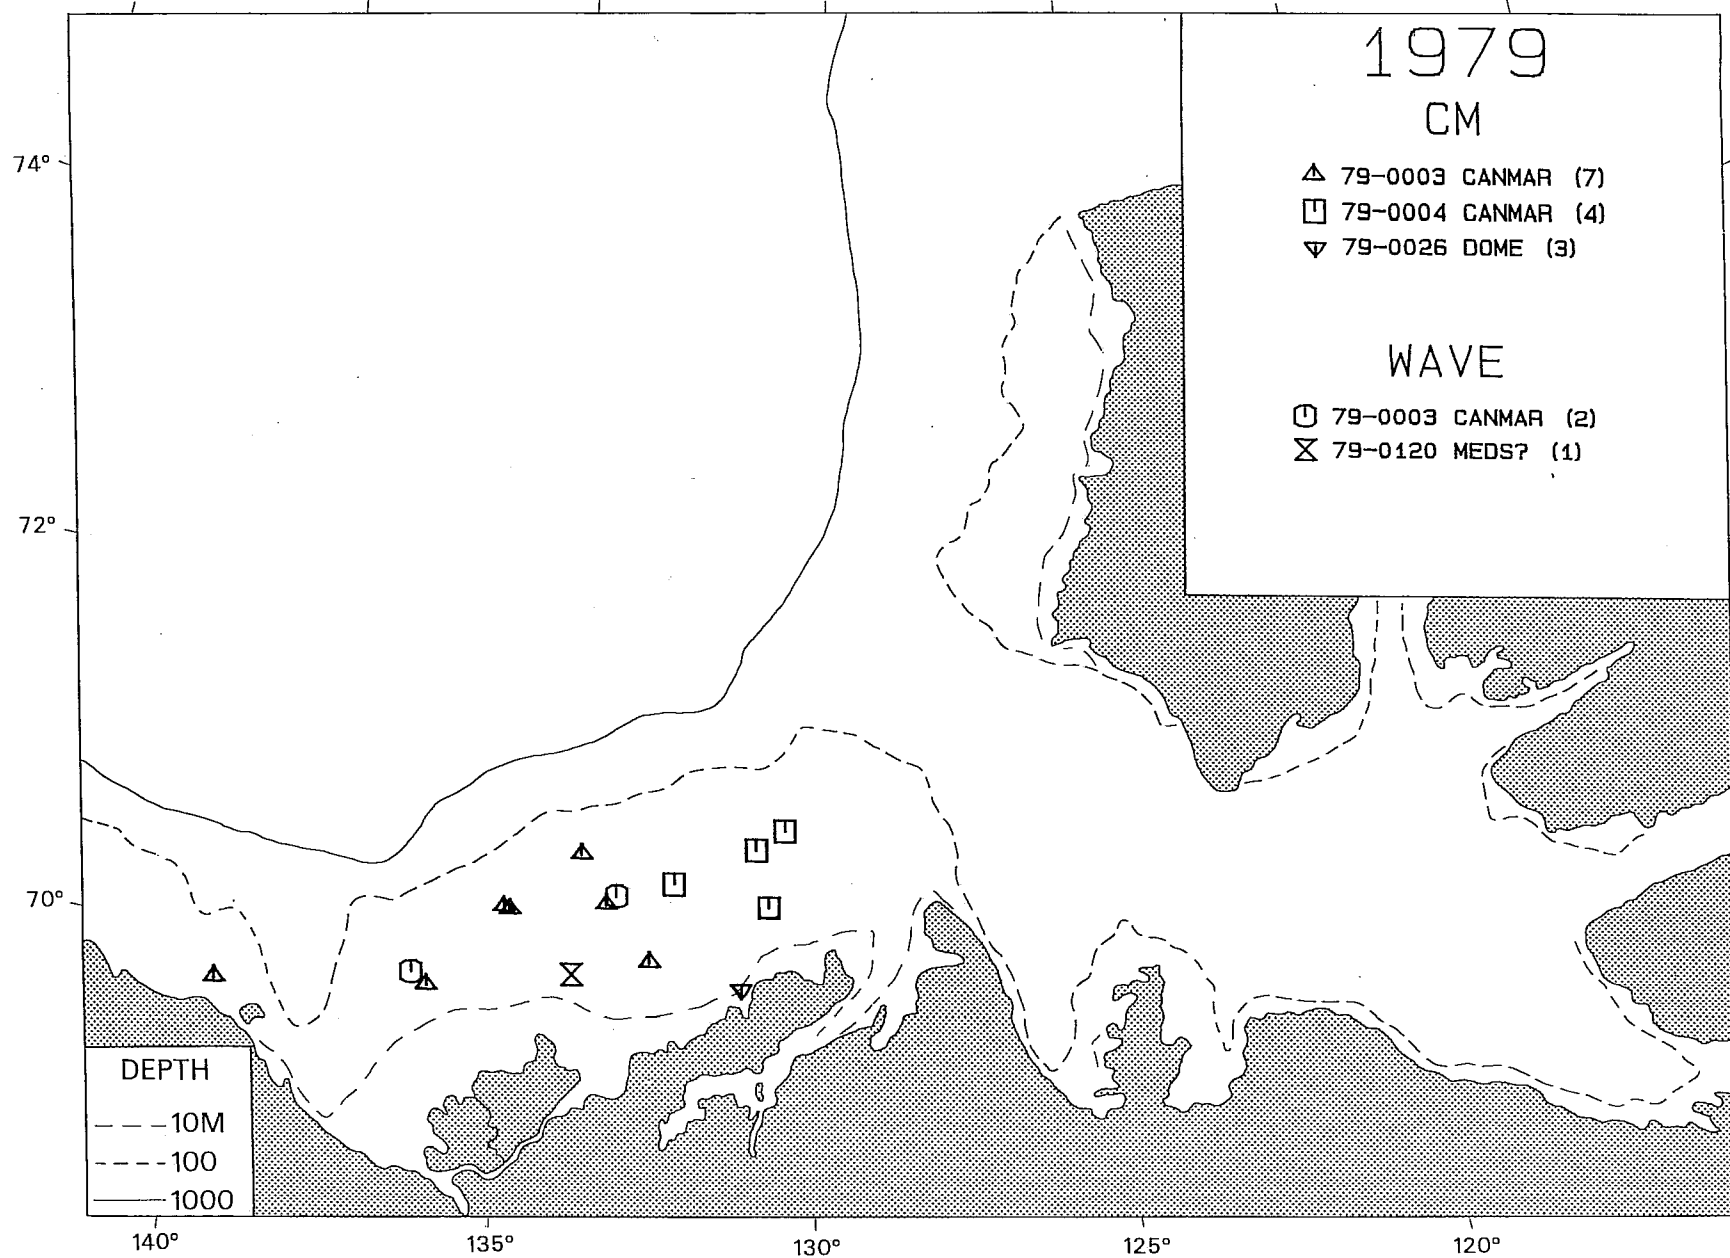 1979
CM
79-0003 CANMAR (7)
79-0004 CANMAR (4)
79-0026 DOME (3)
WAVE
79-0003 CANMAR (2)
79-0120 MEDS? (1)
74°
72°
70°
DEPTH
10M
100
1000
140°
135°
130°
125°
120°